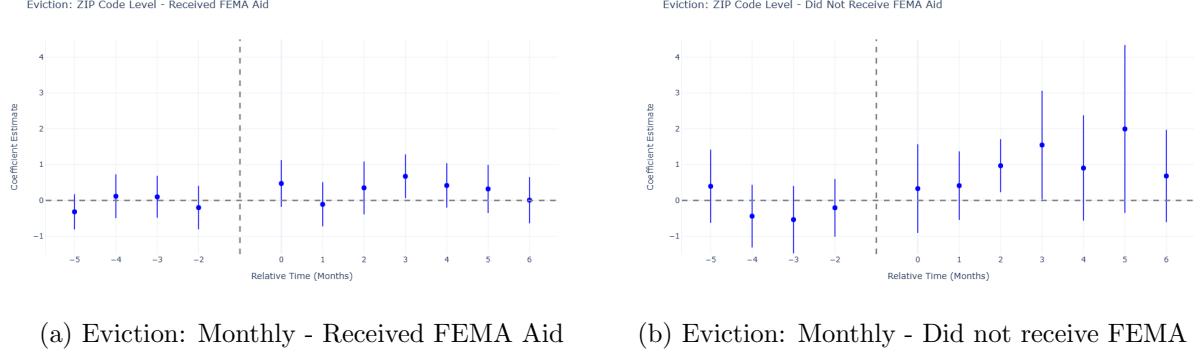 Eviction: ZIP Code Level - Received FEMA Aid
4
3
2
1
0
−1
Coefficient Estimate
−5 −4 −3 −2 0 1 2 3 4 5 6
Relative Time (Months)
(a) Eviction: Monthly - Received FEMA Aid
Eviction: ZIP Code Level - Did Not Receive FEMA Aid
4
3
2
1
0
−1
Coefficient Estimate
−5 −4 −3 −2 0 1 2 3 4 5 6
Relative Time (Months)
(b) Eviction: Monthly - Did not receive FEMA